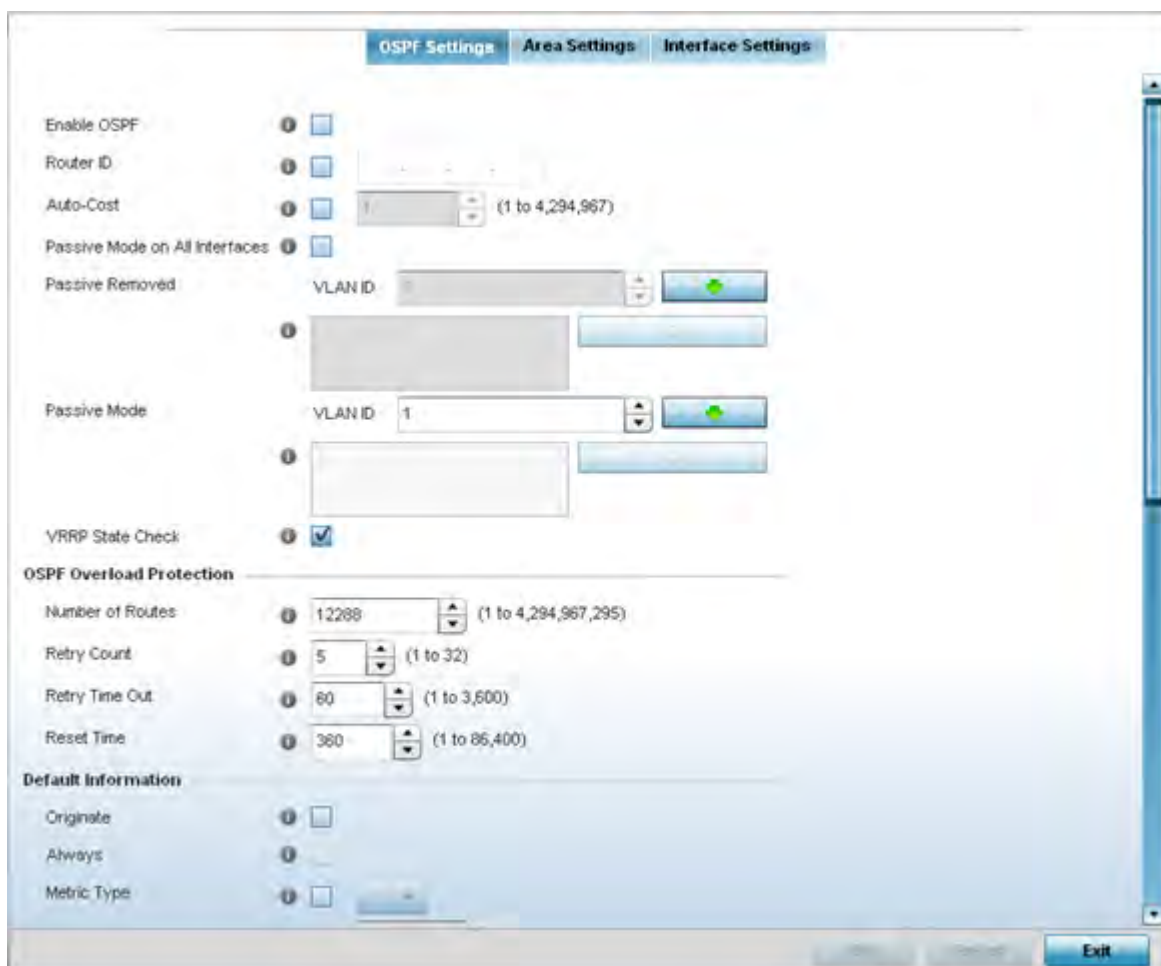 OSPF Settings Area Settings Interface Settings
Enable OSPF
Router ID
Auto-Cost 1 (1 to 4,294,967)
Passive Mode on All Interfaces
Passive Removed VLAN ID
Passive Mode VLAN ID 1
VRRP State Check
OSPF Overload Protection
Number of Routes 12288 (1 to 4,294,967,295)
Retry Count 5 (1 to 32)
Retry Time Out 60 (1 to 3,600)
Reset Time 360 (1 to 86,400)
Default Information
Originate
Always
Metric Type
Exit